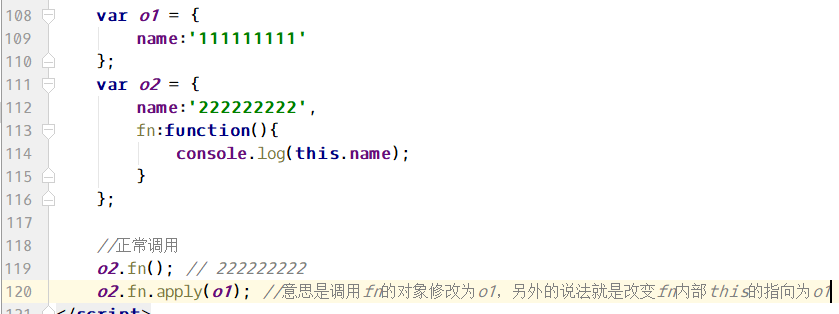 108 var o1 = {
109 name:'111111111'
110 };
111 var o2 = {
112 name:'222222222',
113 fn:function(){
114 console.log(this.name);
115 }
116 };
117
118 //正常调用
119 o2.fn(); // 222222222
120 o2.fn.apply(o1); //意思是调用fn的对象修改为o1，另外的说法就是改变fn内部this的指向为o1
121 </script>